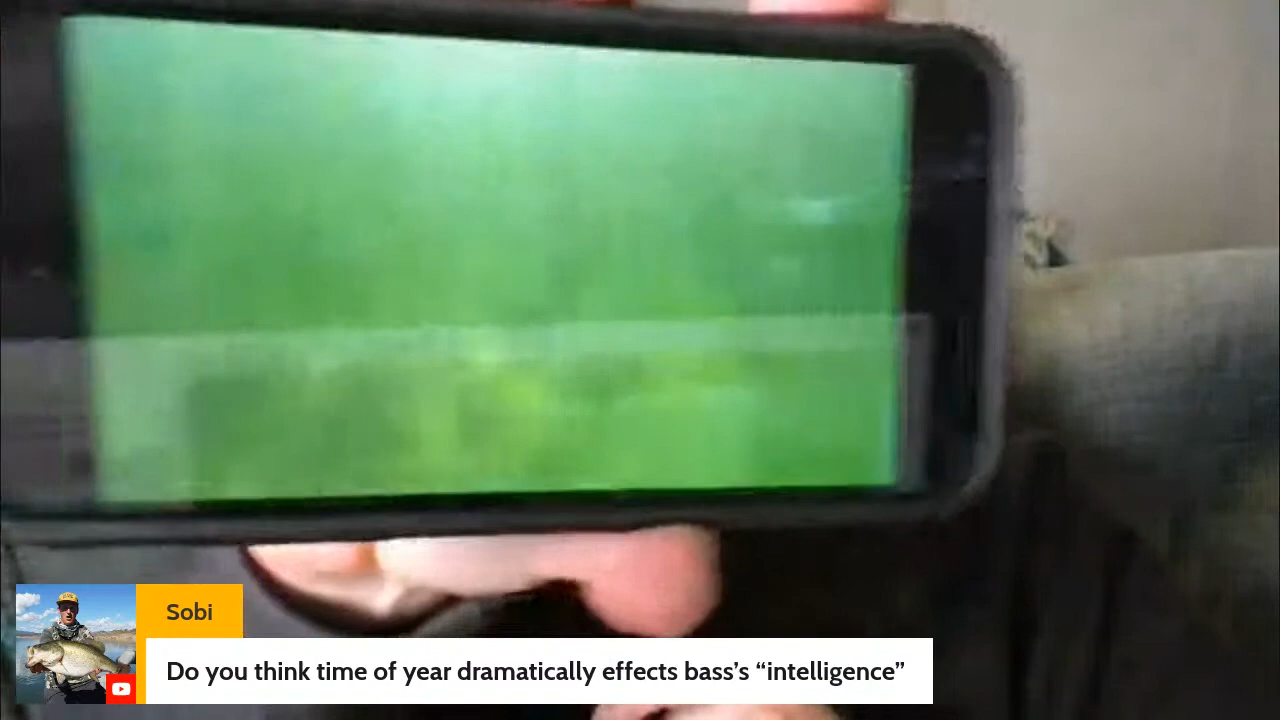 Sobi
Do you think time of year dramatically effects bass's “intelligence”